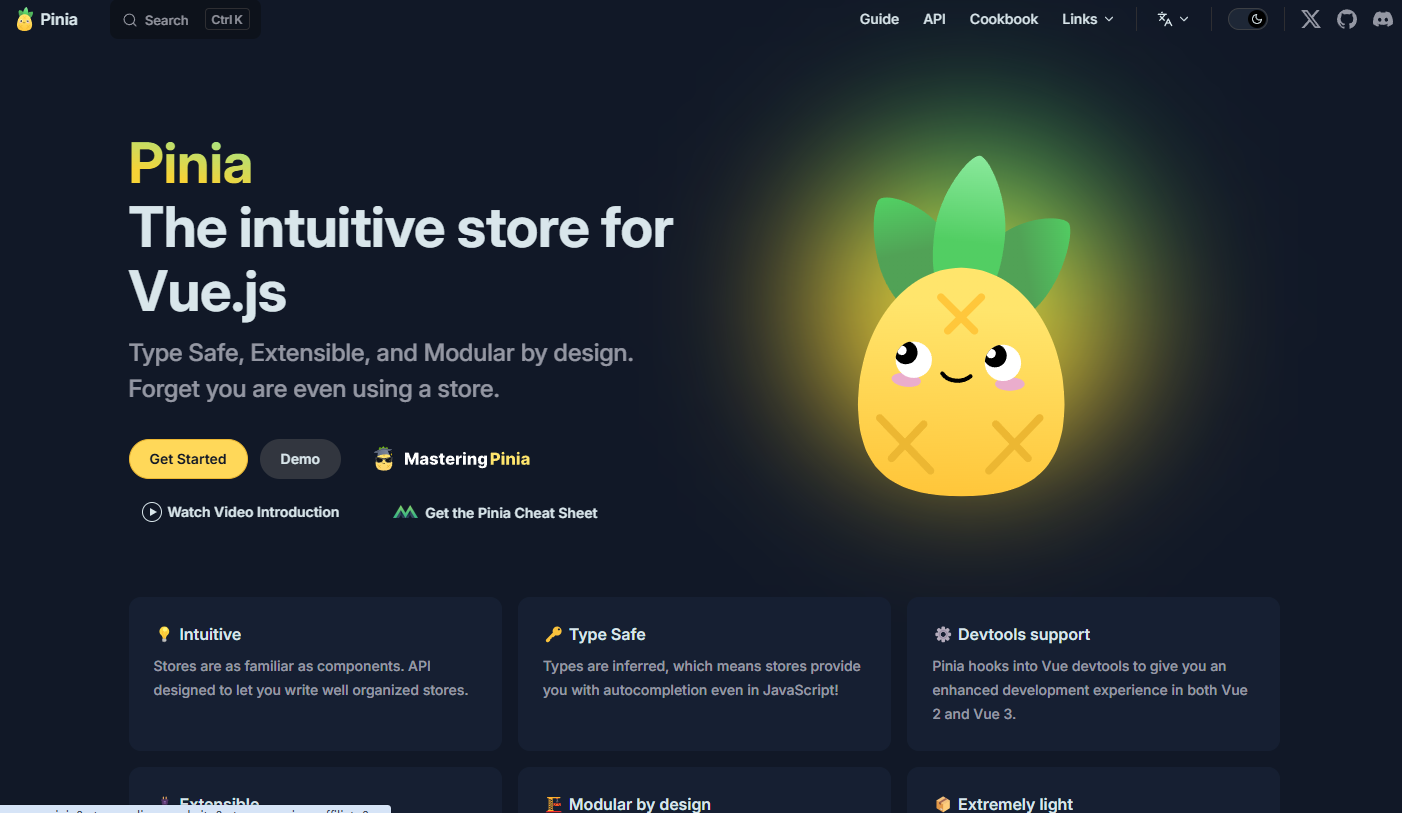 Pinia
Search Ctrl K
Guide API Cookbook Links
Pinia
The intuitive store for
Vue.js
Type Safe, Extensible, and Modular by design.
Forget you are even using a store.
Get Started
Demo
Mastering Pinia
Watch Video Introduction
Get the Pinia Cheat Sheet
💡 Intuitive
Stores are as familiar as components. API
designed to let you write well organized stores.
🔑 Type Safe
Types are inferred, which means stores provide
you with autocompletion even in JavaScript!
⚙️ Devtools support
Pinia hooks into Vue devtools to give you an
enhanced development experience in both Vue
2 and Vue 3.
🔌 Extensible
🏗 Modular by design
📦 Extremely light